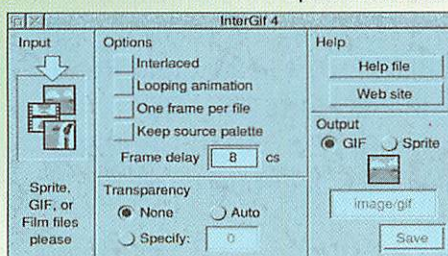 InterGif 4
Input
Sprite,
GIF, or
Film files
please
Options
Interlaced
Looping animation
One frame per file
Keep source palette
Frame delay 8 cs
Transparency
None Auto
Specify: 0
Help
Help file
Web site
Output
GIF Sprite
image/gif
Save